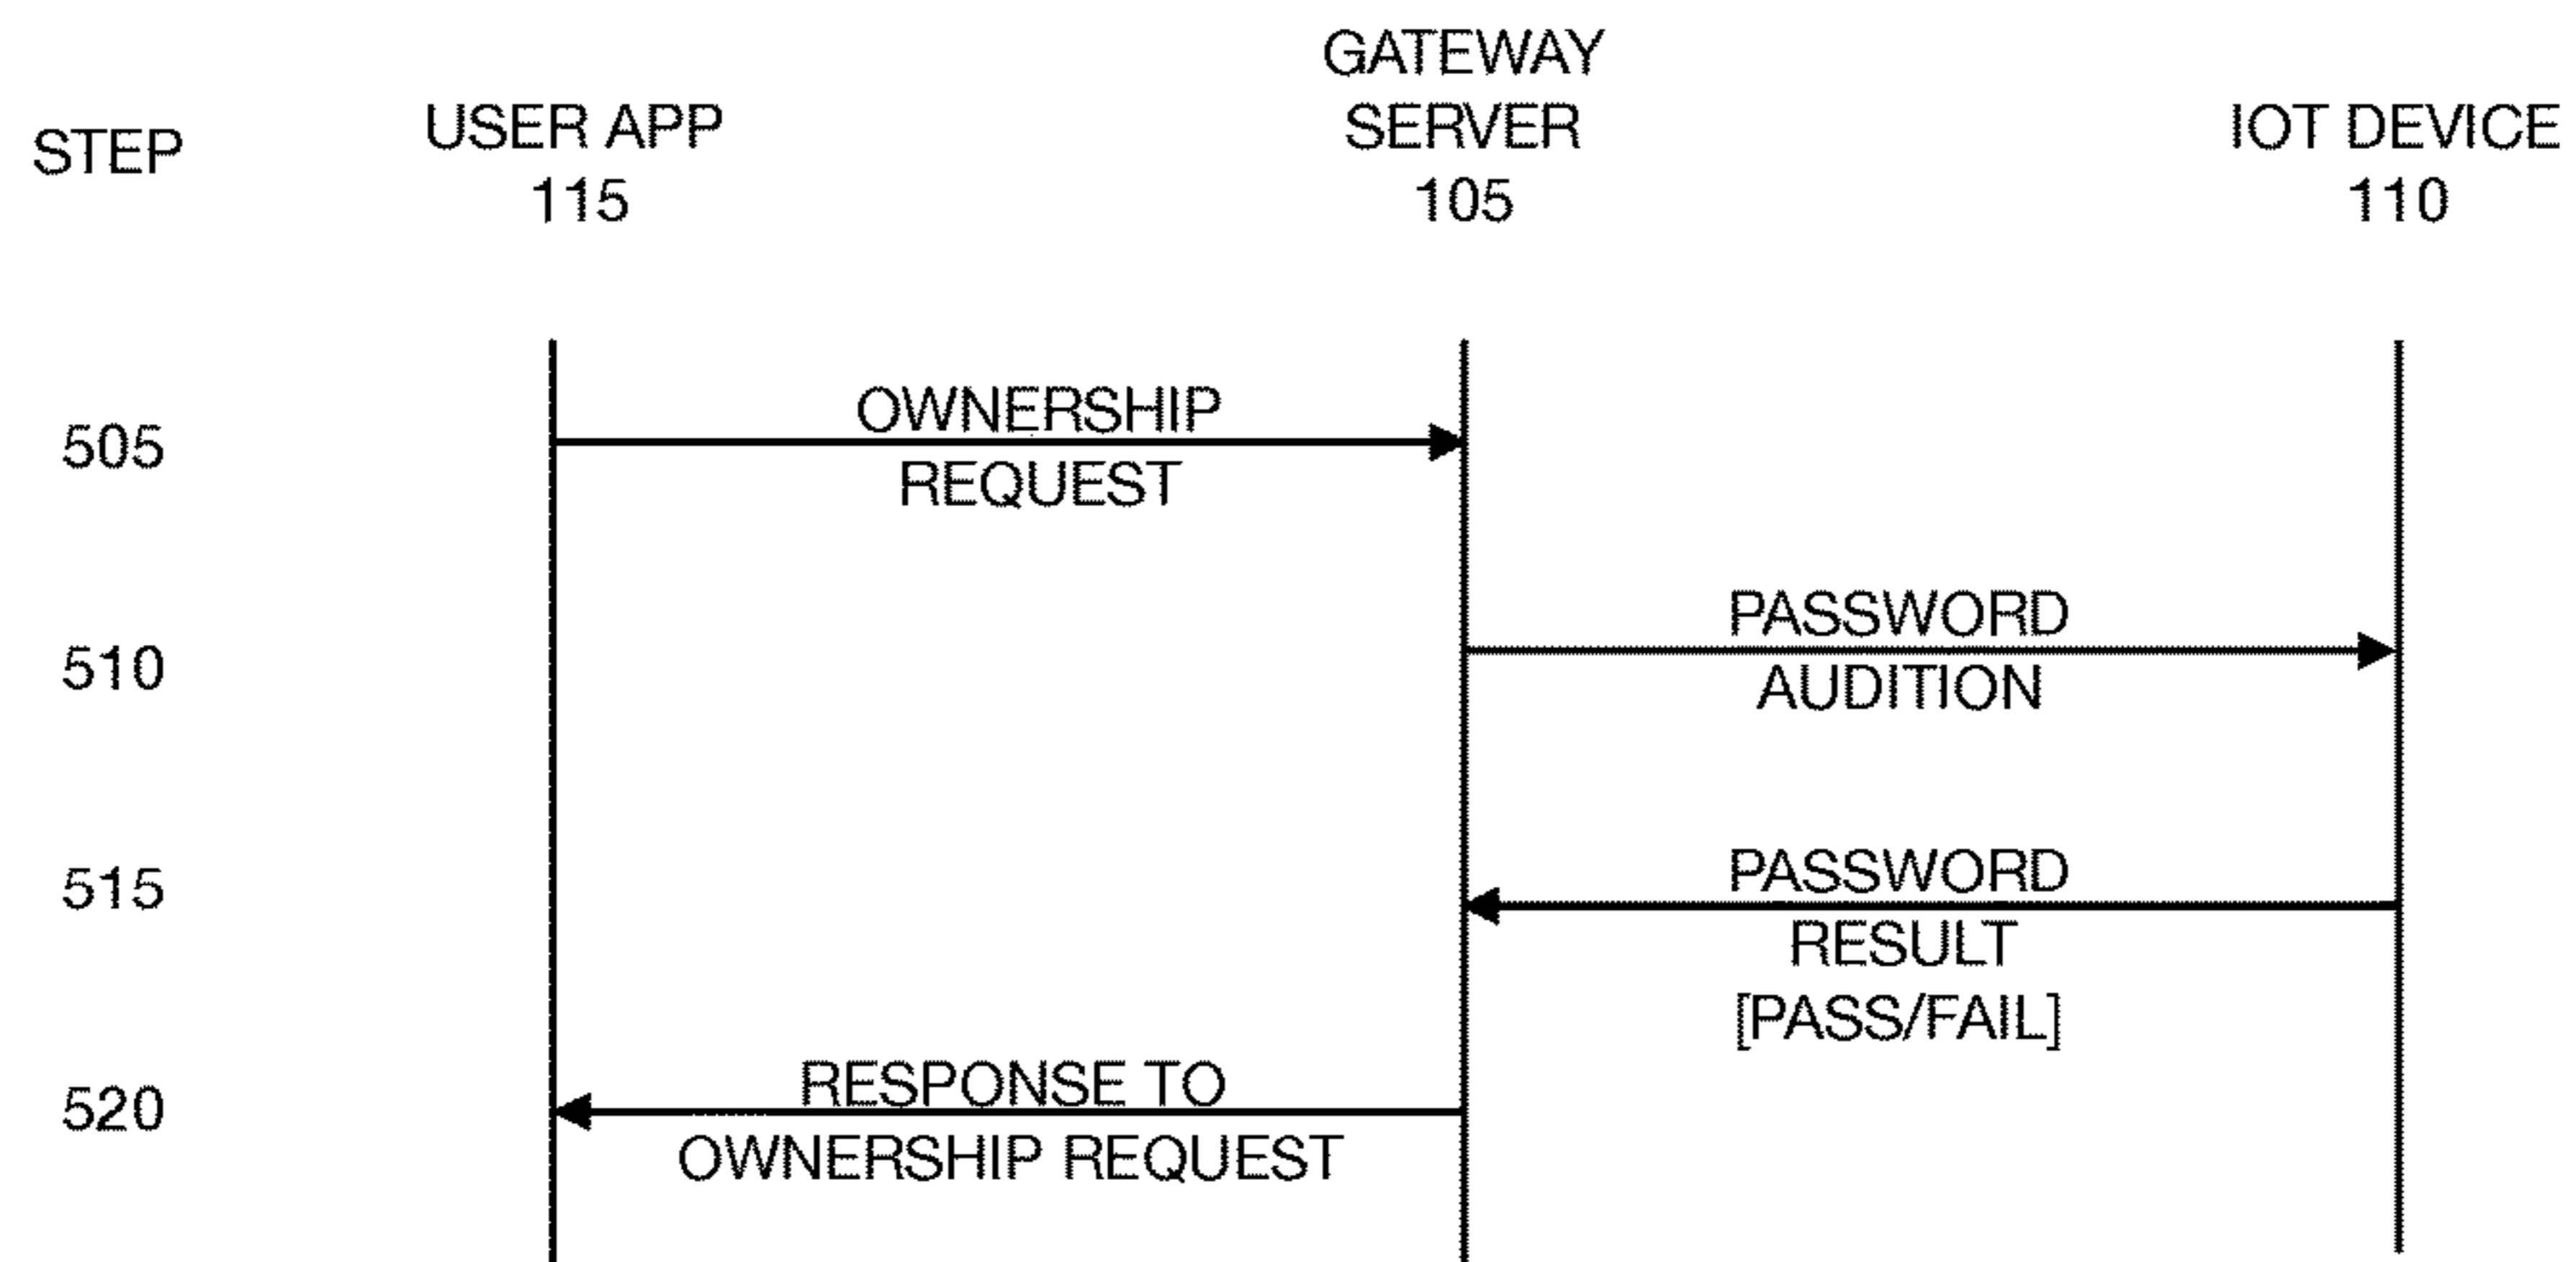 STEP
USER APP
115
GATEWAY
SERVER
105
IOT DEVICE
110
505
OWNERSHIP
REQUEST
510
PASSWORD
AUDITION
515
PASSWORD
RESULT
[PASS/FAIL]
520
RESPONSE TO
OWNERSHIP REQUEST